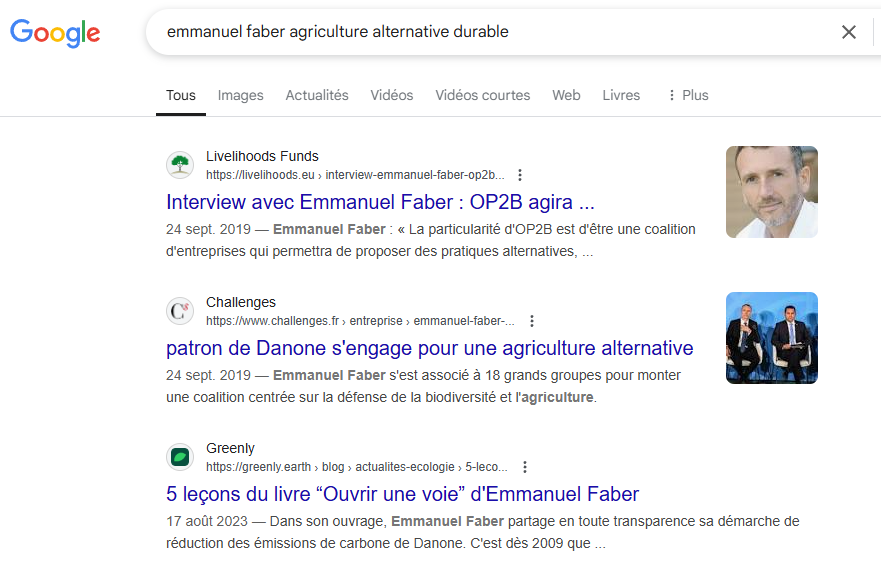 Google
emmanuel faber agriculture alternative durable
Tous Images Actualités Vidéos Vidéos courtes Web Livres Plus
Livelihoods Funds
https://livelihoods.eu › interview-emmanuel-faber-op2b...
Interview avec Emmanuel Faber : OP2B agira ...
24 sept. 2019 — Emmanuel Faber : « La particularité d'OP2B est d'être une coalition
d'entreprises qui permettra de proposer des pratiques alternatives, ...
Challenges
https://www.challenges.fr › entreprise › emmanuel-faber-...
patron de Danone s'engage pour une agriculture alternative
24 sept. 2019 — Emmanuel Faber s'est associé à 18 grands groupes pour monter
une coalition centrée sur la défense de la biodiversité et l'agriculture.
Greenly
https://greenly.earth › blog › actualites-ecologie › 5-leco...
5 leçons du livre “Ouvrir une voie” d'Emmanuel Faber
17 août 2023 — Dans son ouvrage, Emmanuel Faber partage en toute transparence sa démarche de
réduction des émissions de carbone de Danone. C'est dès 2009 que ...